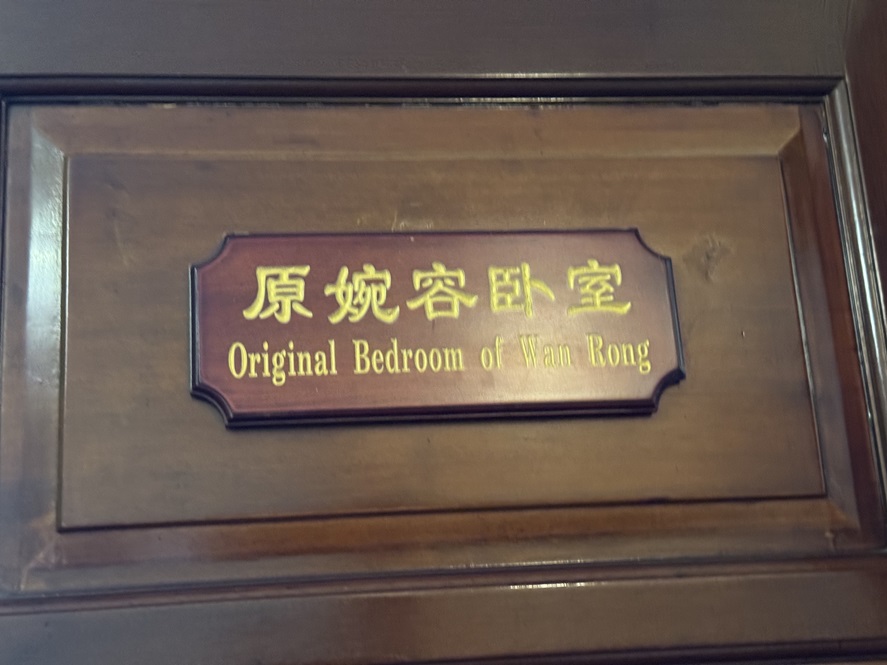 原婉容卧室
Original Bedroom of Wan Rong